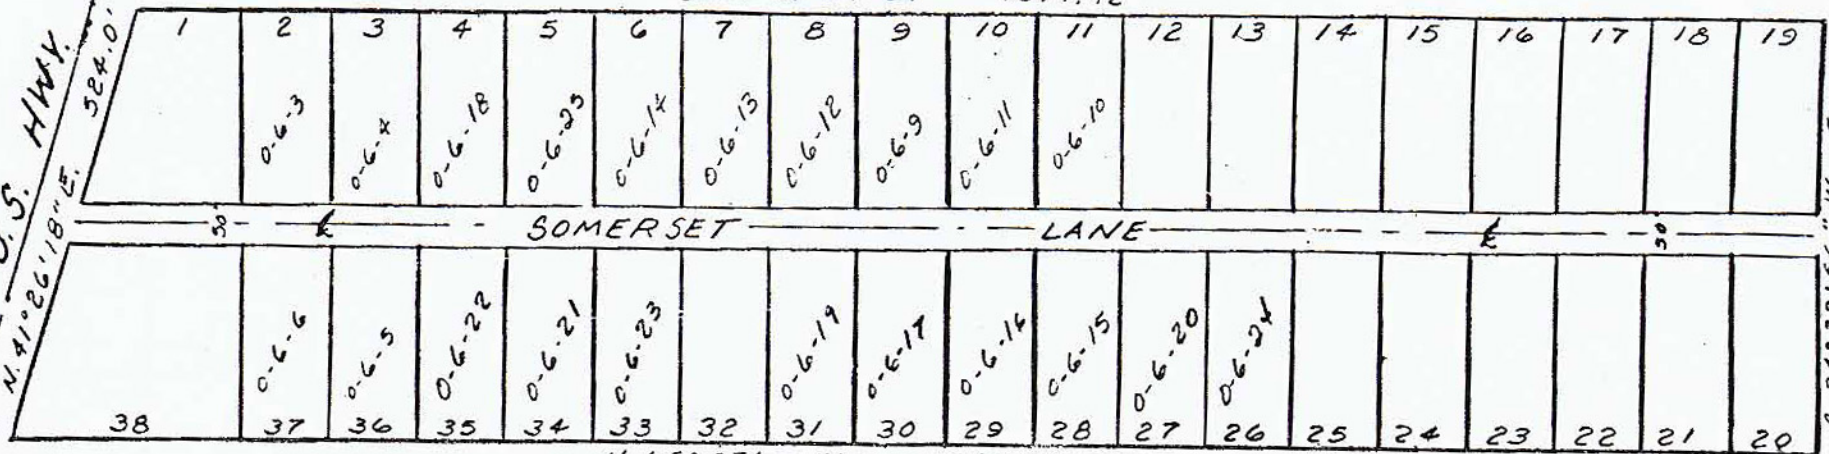 U. S. HWY.
N. 41°26'18" E. 524.0'
1 2 3 4 5 6 7 8 9 10 11 12 13 14 15 16 17 18 19
0-6-3 0-6-4 0-6-18 0-6-25 0-6-14 0-6-13 0-6-12 0-6-9 0-6-11 0-6-10
50' SOMERSET LANE 50'
0-6-6 0-6-5 0-6-22 0-6-21 0-6-23 0-6-19 0-6-17 0-6-16 0-6-15 0-6-20 0-6-24
38 37 36 35 34 33 32 31 30 29 28 27 26 25 24 23 22 21 20